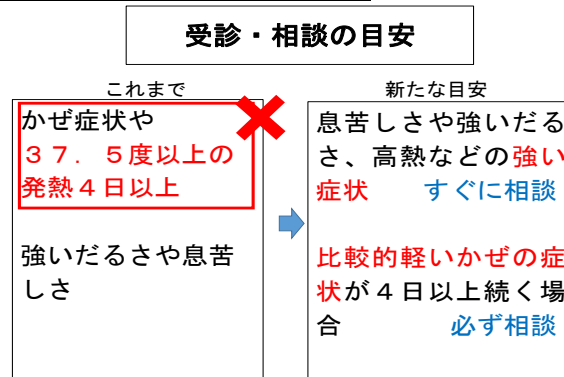 受診・相談の目安
これまで
かぜ症状や
３７．５度以上の
発熱４日以上
強いだるさや息苦
しさ
新たな目安
息苦しさや強いだる
さ、高熱などの強い
症状　　すぐに相談
比較的軽いかぜの症
状が４日以上続く場
合　　　　必ず相談